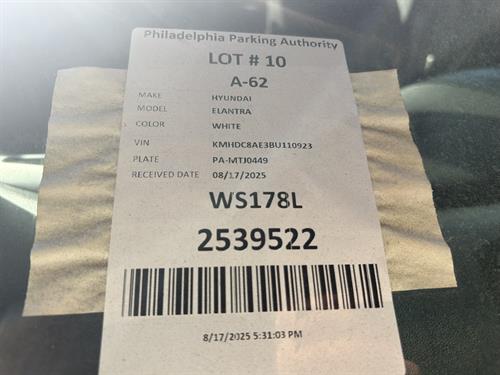 Philadelphia Parking Authority
LOT # 10
A-62
MAKE HYUNDAI
MODEL ELANTRA
COLOR WHITE
VIN KMHDC8AE3BU110923
PLATE PA-MTJ0449
RECEIVED DATE 08/17/2025
WS178L
2539522
8/17/2025 5:31:03 PM